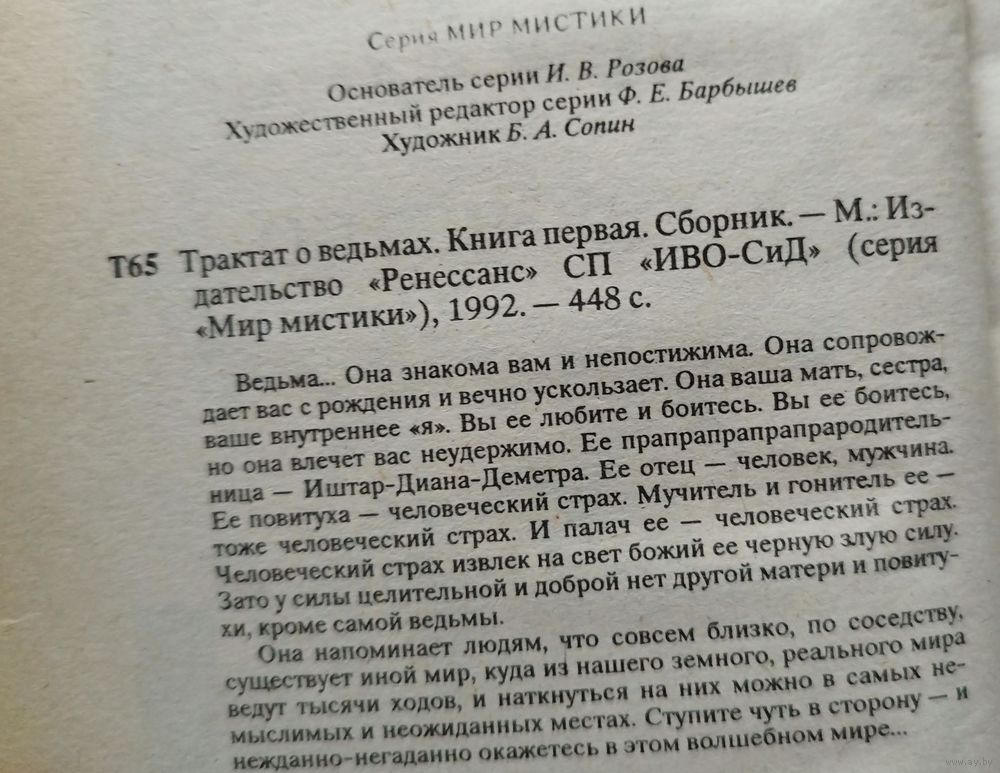 Серия МИР МИСТИКИ
Основатель серии И. В. Розова
Художественный редактор серии Ф. Е. Барбышев
Художник Б. А. Сопин
Т65 Трактат о ведьмах. Книга первая. Сборник. — М.: Из-
дательство «Ренессанс» СП «ИВО-СиД» (серия
«Мир мистики»), 1992. — 448 с.
Ведьма... Она знакома вам и непостижима. Она сопровож-
дает вас с рождения и вечно ускользает. Она ваша мать, сестра,
ваше внутреннее «я». Вы ее любите и боитесь. Вы ее боитесь,
но она влечет вас неудержимо. Ее прапрапрапрапрародитель-
ница — Иштар-Диана-Деметра. Ее отец — человек, мужчина.
Ее повитуха — человеческий страх. Мучитель и гонитель ее —
тоже человеческий страх. И палач ее — человеческий страх.
Человеческий страх извлек на свет божий ее черную злую силу.
Зато у силы целительной и доброй нет другой матери и повиту-
хи, кроме самой ведьмы.
Она напоминает людям, что совсем близко, по соседству,
существует иной мир, куда из нашего земного, реального мира
ведут тысячи ходов, и наткнуться на них можно в самых не-
мыслимых и неожиданных местах. Ступите чуть в сторону — и
нежданно-негаданно окажетесь в этом волшебном мире...
www.ay.by